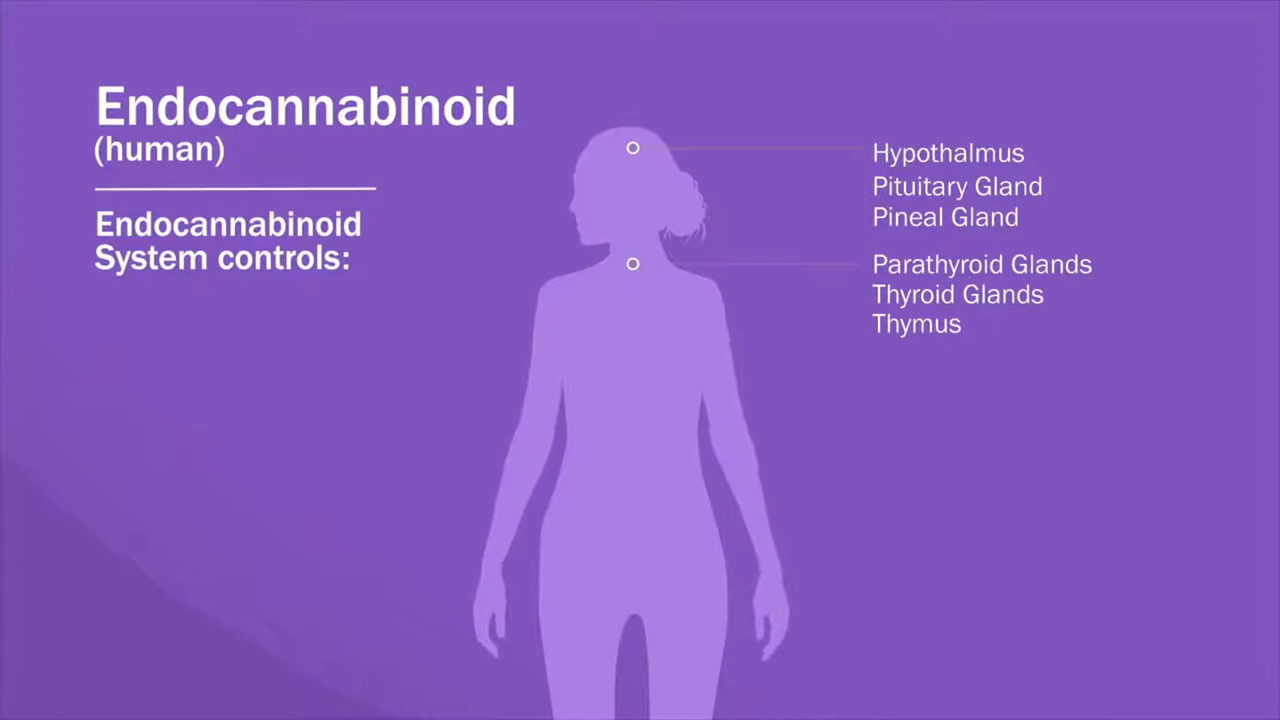 Endocannabinoid
(human)
Endocannabinoid
System controls:
Hypothalmus
Pituitary Gland
Pineal Gland
Parathyroid Glands
Thyroid Glands
Thymus